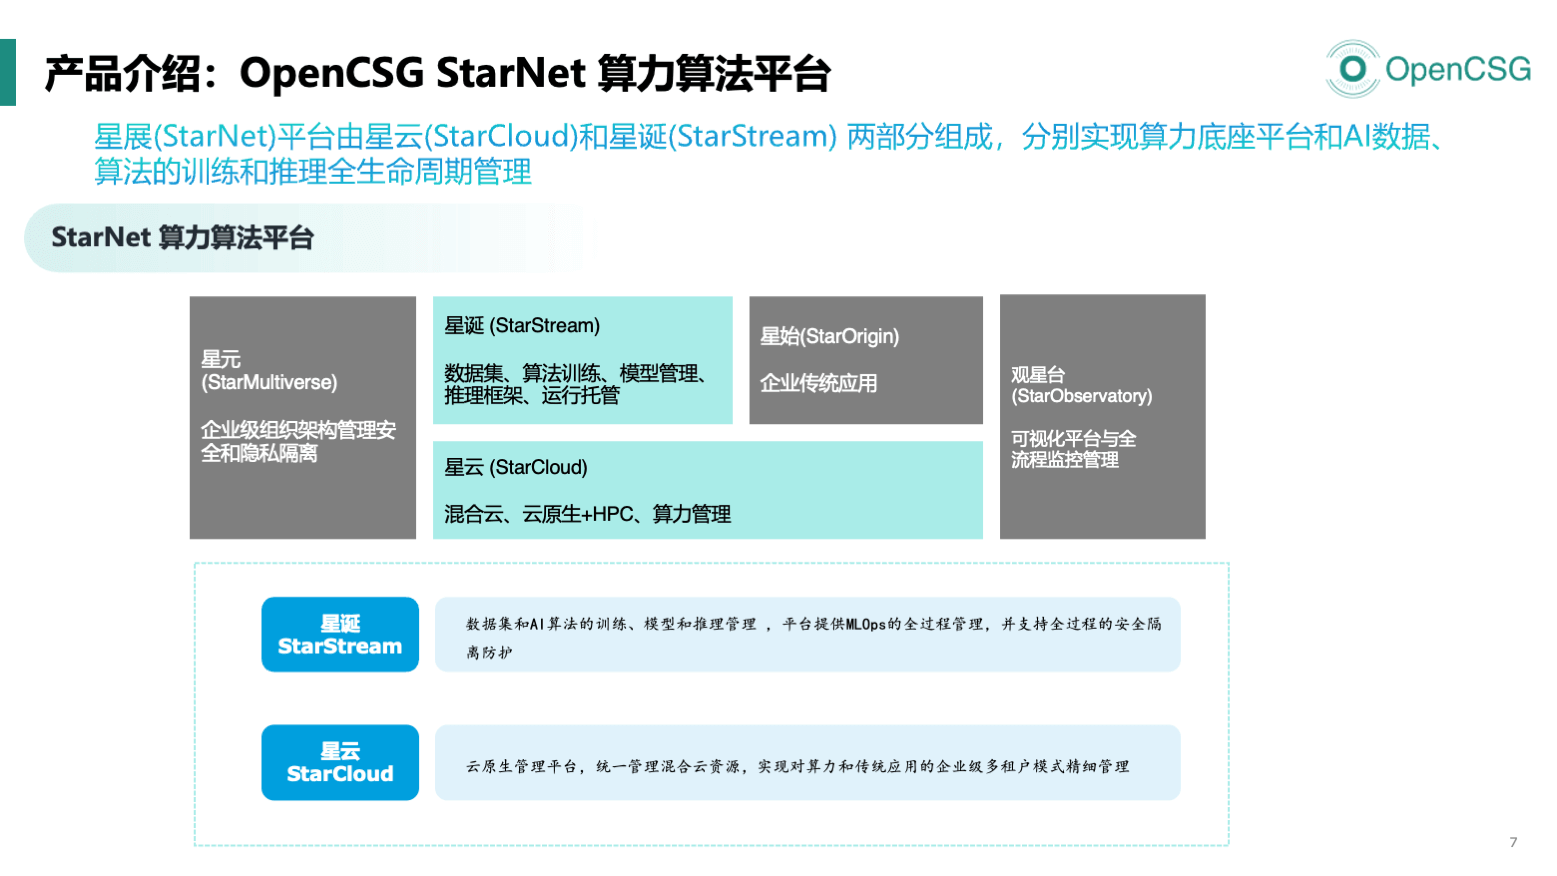 产品介绍：OpenCSG StarNet 算力算法平台
OpenCSG
星展(StarNet)平台由星云(StarCloud)和星诞(StarStream) 两部分组成，分别实现算力底座平台和AI数据、
算法的训练和推理全生命周期管理
StarNet 算力算法平台
星元
(StarMultiverse)
企业级组织架构管理安
全和隐私隔离
星诞 (StarStream)
数据集、算法训练、模型管理、
推理框架、运行托管
星始(StarOrigin)
企业传统应用
星云 (StarCloud)
混合云、云原生+HPC、算力管理
观星台
(StarObservatory)
可视化平台与全
流程监控管理
星诞
StarStream
数据集和AI算法的训练、模型和推理管理 ，平台提供MLOps的全过程管理，并支持全过程的安全隔
离防护
星云
StarCloud
云原生管理平台，统一管理混合云资源，实现对算力和传统应用的企业级多租户模式精细管理
7